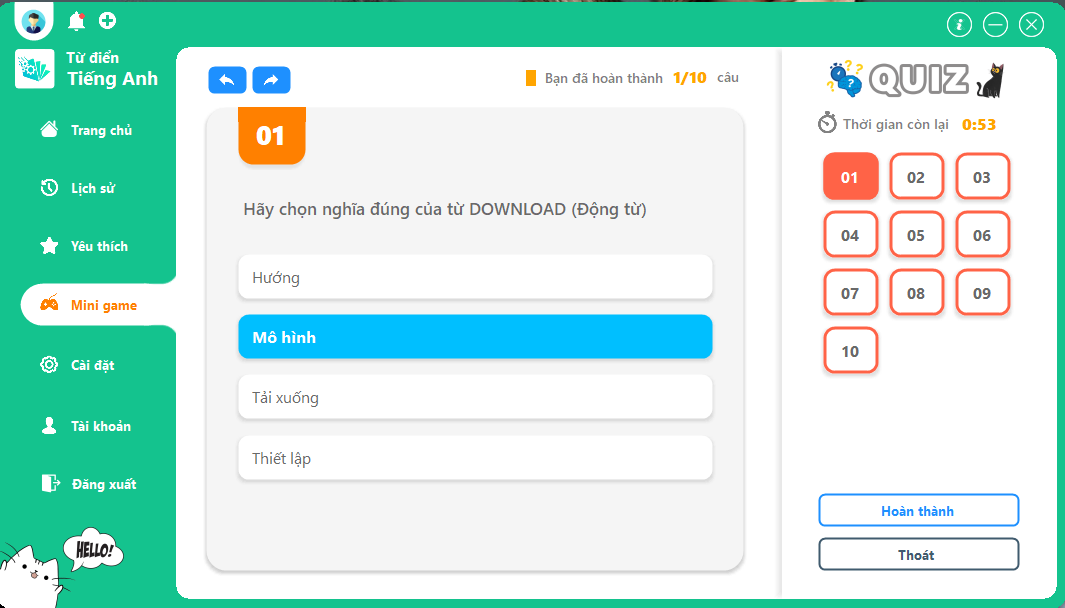 Từ điển
Tiếng Anh
Trang chủ
Lịch sử
Yêu thích
Mini game
Cài đặt
Tài khoản
Đăng xuất
HELLO!
Bạn đã hoàn thành 1/10 câu
01
Hãy chọn nghĩa đúng của từ DOWNLOAD (Động từ)
Hướng
Mô hình
Tải xuống
Thiết lập
QUIZ
Thời gian còn lại 0:53
01 02 03
04 05 06
07 08 09
10
Hoàn thành
Thoát